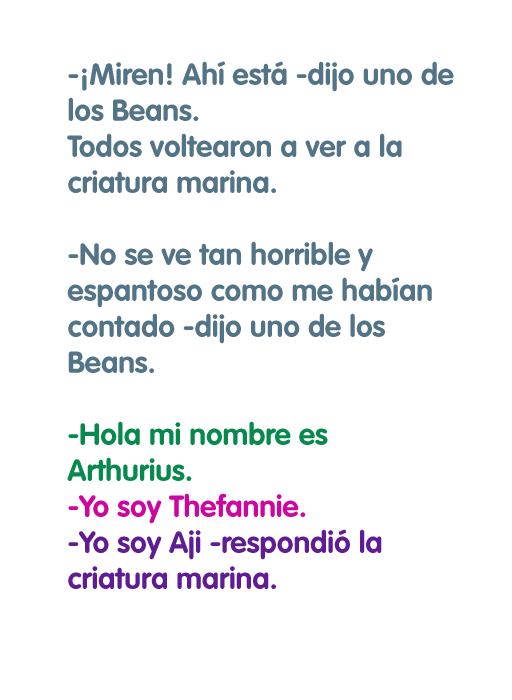 -¡Miren! Ahí está -dijo uno de
los Beans.
Todos voltearon a ver a la
criatura marina.
-No se ve tan horrible y
espantoso como me habían
contado -dijo uno de los
Beans.
-Hola mi nombre es
Arthurius.
-Yo soy Thefannie.
-Yo soy Aji -respondió la
criatura marina.